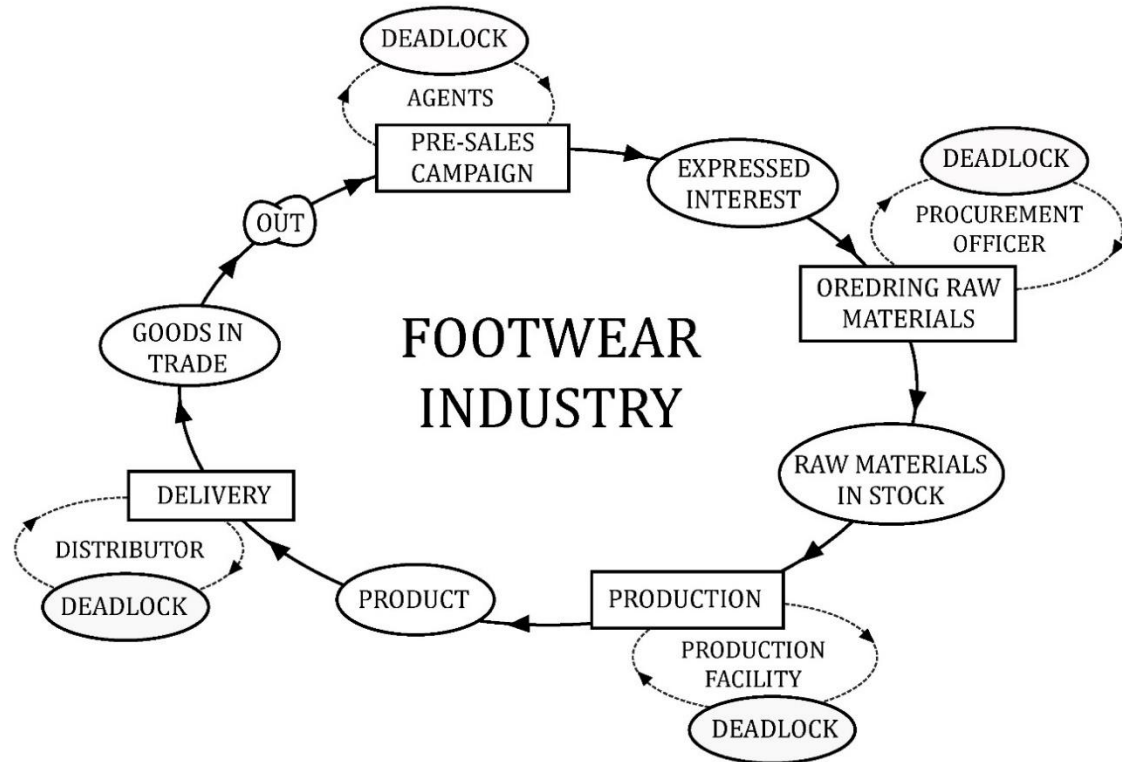 DEADLOCK
AGENTS
PRE-SALES
CAMPAIGN
EXPRESSED
INTEREST
DEADLOCK
PROCUREMENT
OFFICER
OREDRING RAW
MATERIALS
OUT
GOODS IN
TRADE
FOOTWEAR
INDUSTRY
RAW MATERIALS
IN STOCK
DELIVERY
DISTRIBUTOR
DEADLOCK
PRODUCT
PRODUCTION
PRODUCTION
FACILITY
DEADLOCK